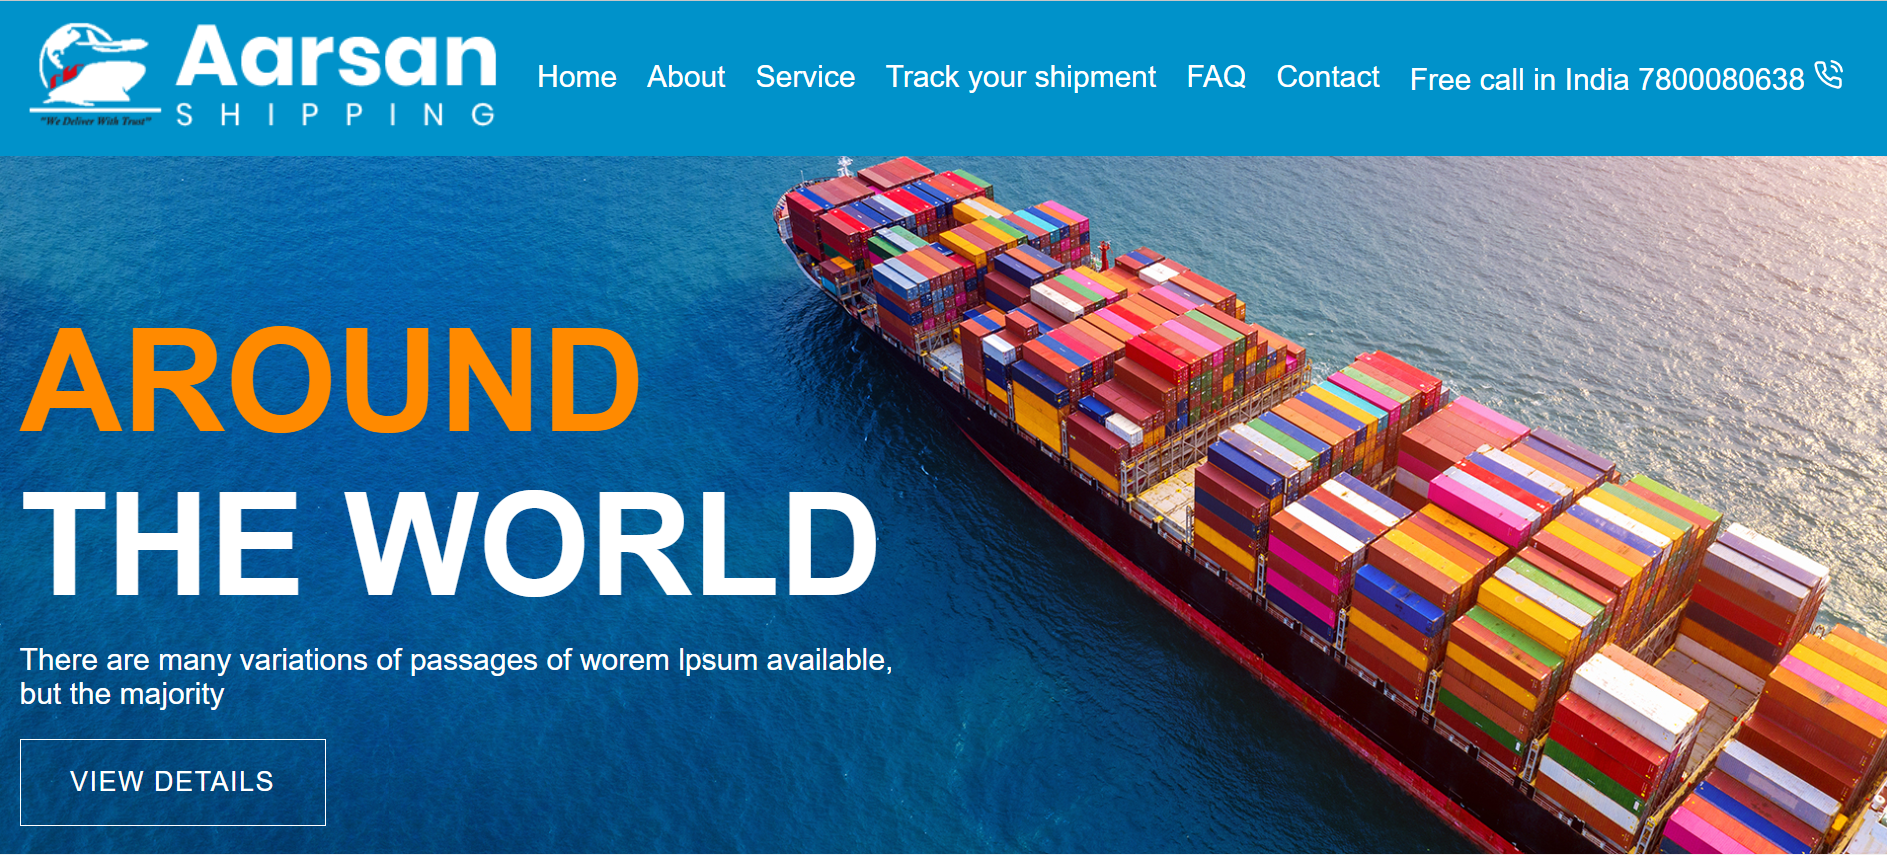 Aarsan
SHIPPING
"We Deliver With Trust"
Home About Service Track your shipment FAQ Contact Free call in India 7800080638
AROUND
THE WORLD
There are many variations of passages of worem Ipsum available,
but the majority
VIEW DETAILS